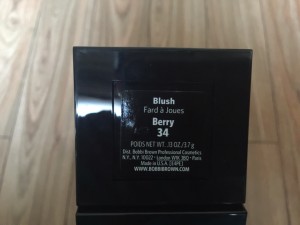 Blush
Fard à Joues
Berry
34
POIDS NET WT. .13 OZ/3.7 g
Dist. Bobbi Brown Professional Cosmetics
N.Y., N.Y. 10022 - London W1K 3BQ - Paris
Made in U.S.A.
WWW.BOBBIBROWN.COM